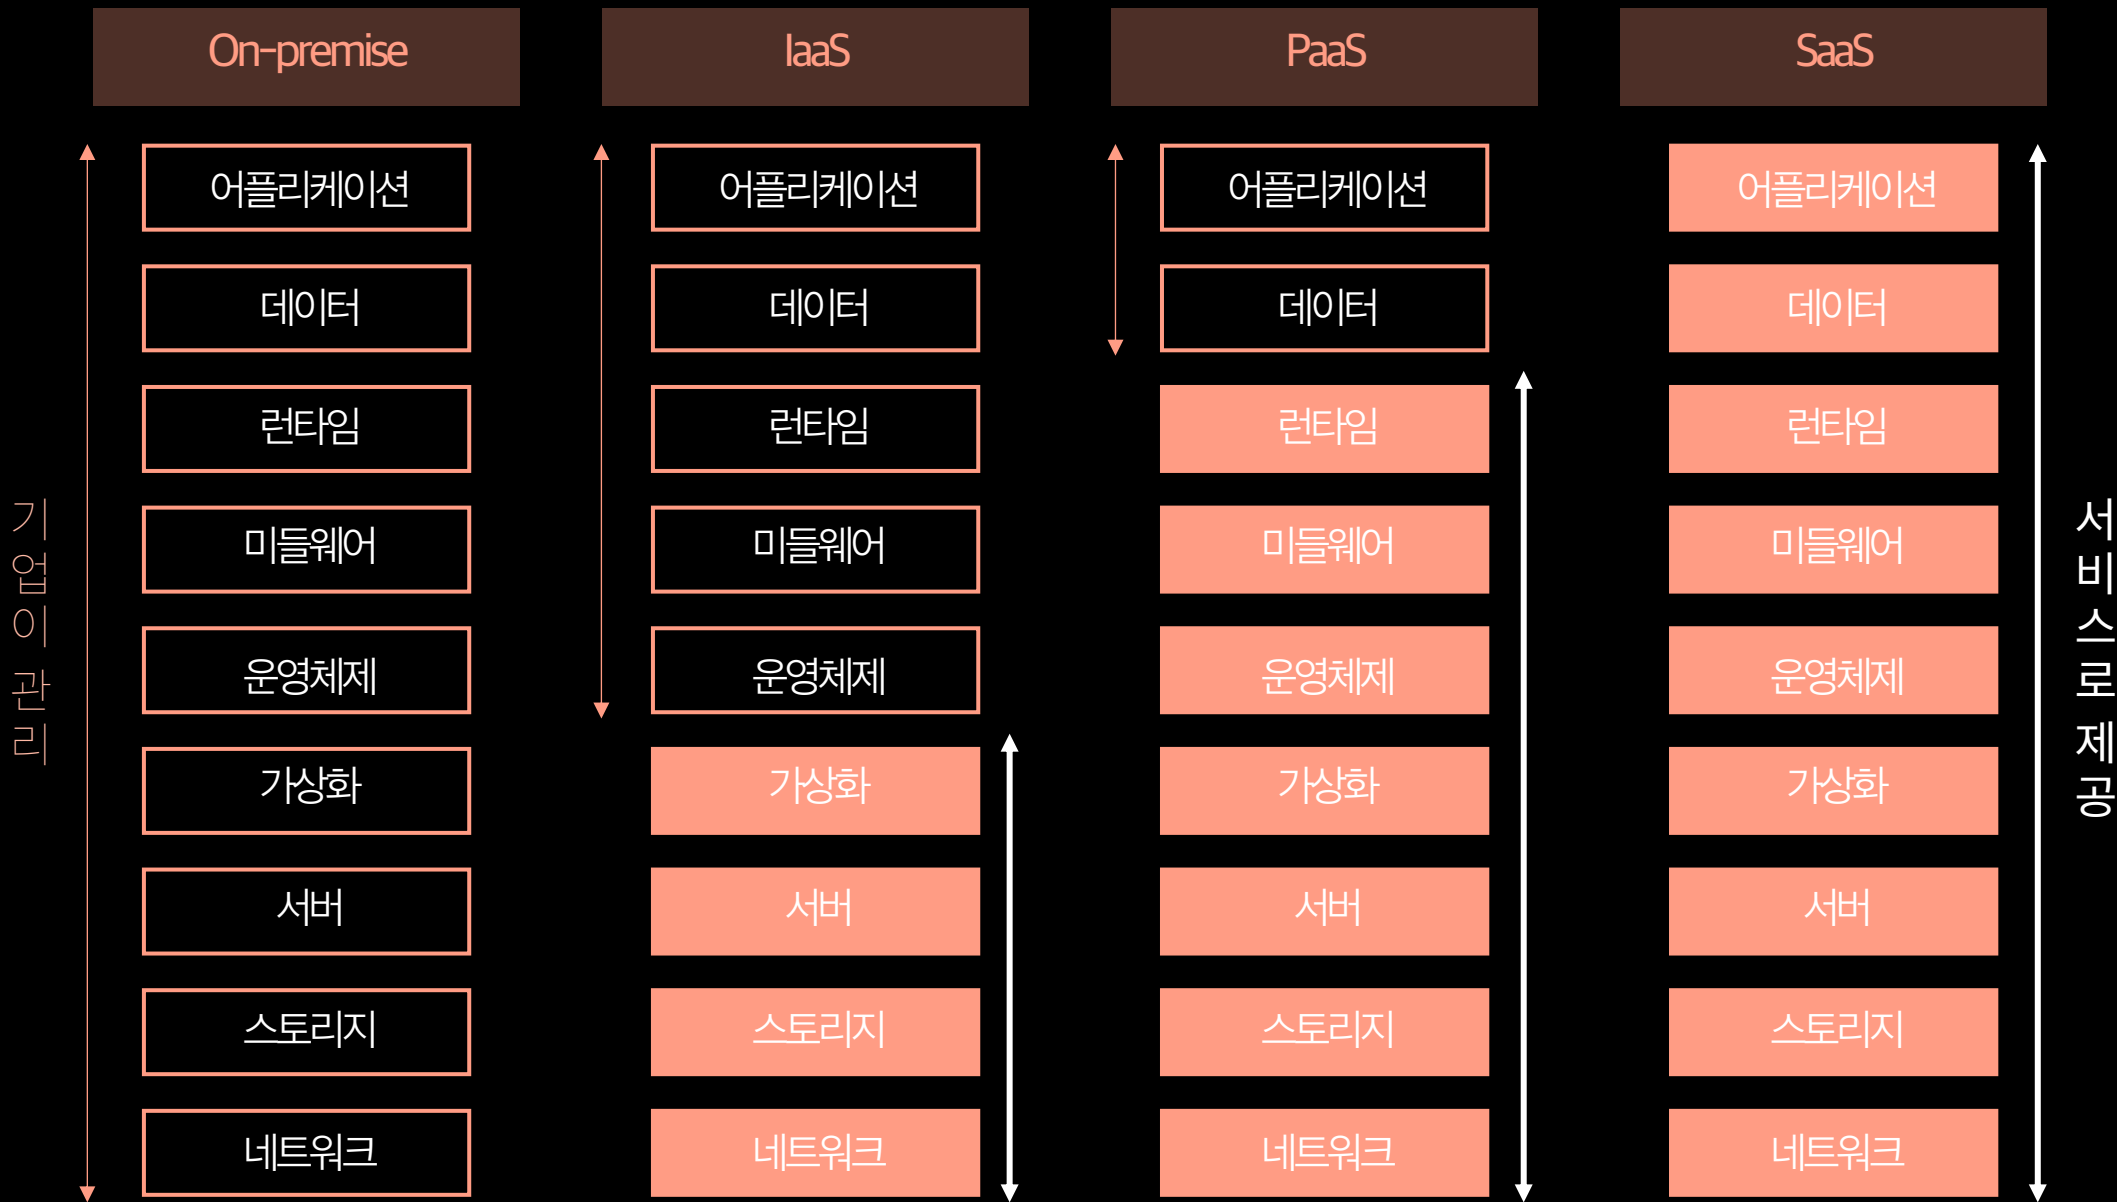 On-premise
IaaS
PaaS
SaaS
어플리케이션
어플리케이션
어플리케이션
어플리케이션
데이터
데이터
데이터
데이터
런타임
런타임
런타임
런타임
미들웨어
미들웨어
미들웨어
미들웨어
운영체제
운영체제
운영체제
운영체제
가상화
가상화
가상화
가상화
서버
서버
서버
서버
스토리지
스토리지
스토리지
스토리지
네트워크
네트워크
네트워크
네트워크
기업이 관리
서비스로 제공